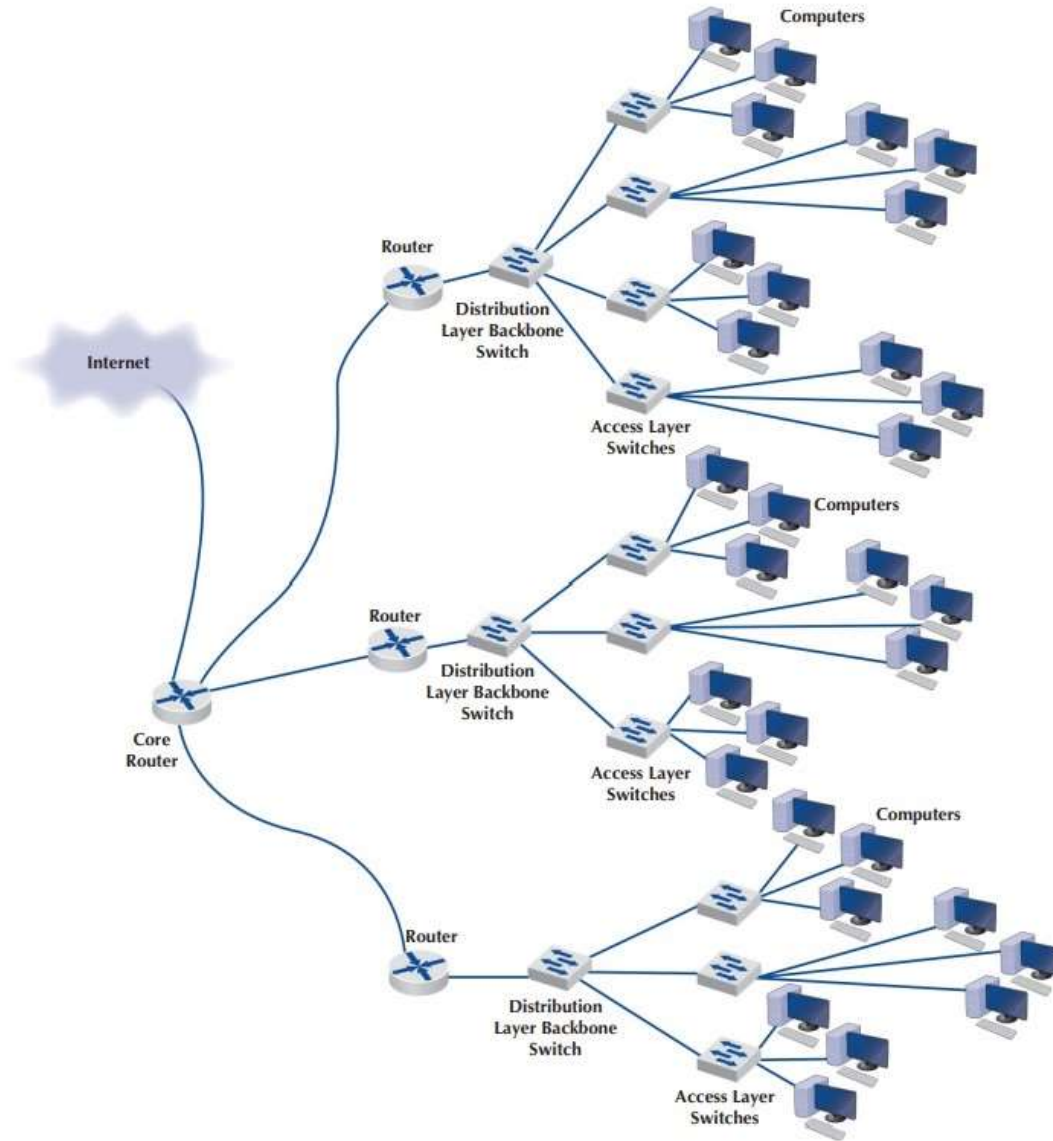 Computers
Router
Distribution
Layer Backbone
Switch
Internet
Access Layer
Switches
Computers
Router
Distribution
Layer Backbone
Switch
Core
Router
Access Layer
Switches
Computers
Router
Distribution
Layer Backbone
Switch
Access Layer
Switches